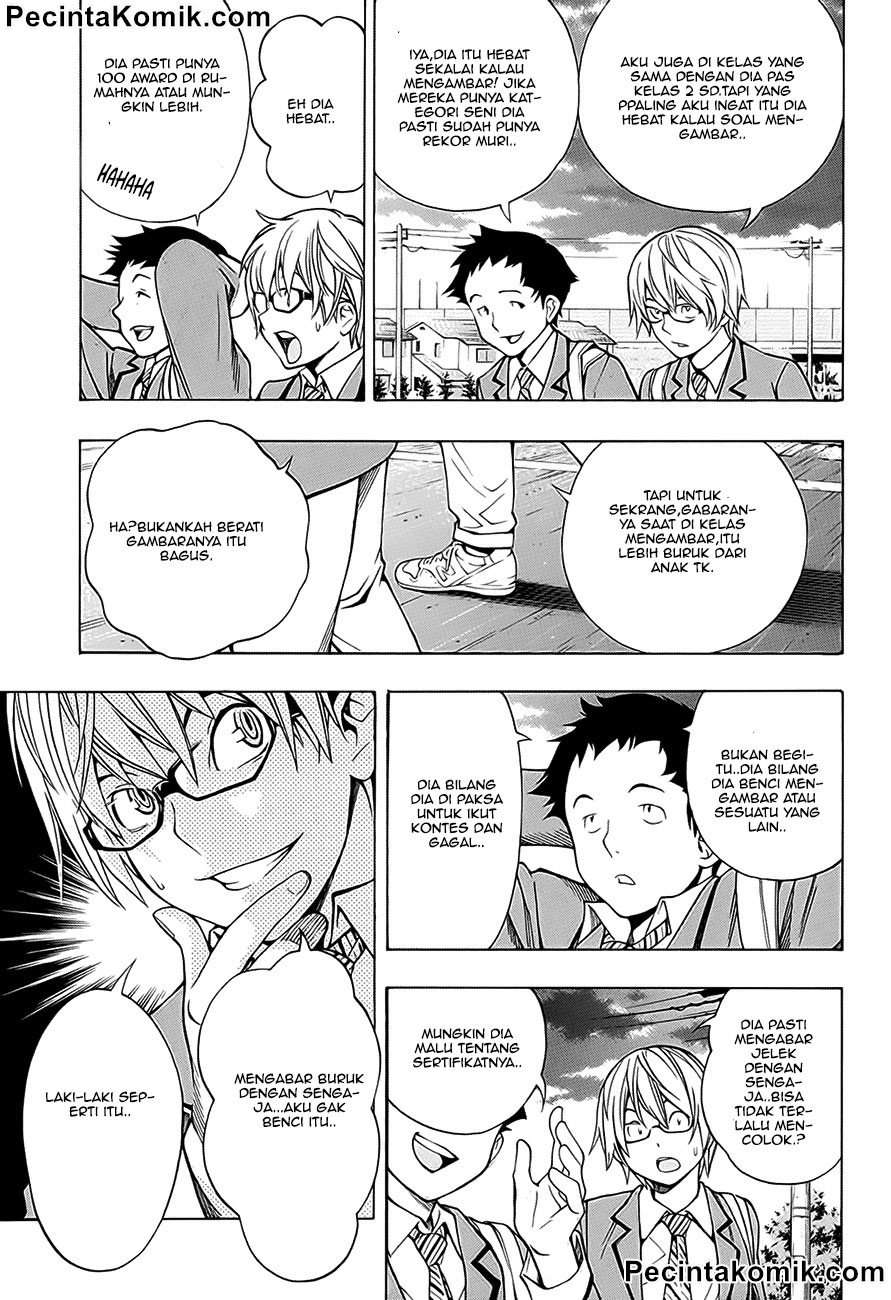 PecintaKomik.com
AKU JUGA DI KELAS YANG
SAMA DENGAN DIA PAS
KELAS 2 SD.TAPI YANG
PPALING AKU INGAT ITU DIA
HEBAT KALAU SOAL MEN-
GAMBAR..
IYA,DIA ITU HEBAT
SEKALAI KALAU
MENGAMBAR! JIKA
MEREKA PUNYA KAT-
EGORI SENI DIA
PASTI SUDAH PUNYA
REKOR MURI..
EH DIA
HEBAT..
DIA PASTI PUNYA
100 AWARD DI RU-
MAHNYA ATAU MUN-
GKIN LEBIH.
HAHAHA
TAPI UNTUK
SEKRANG,GABARAN-
YA SAAT DI KELAS
MENGAMBAR,ITU
LEBIH BURUK DARI
ANAK TK.
HA?BUKANKAH BERATI
GAMBARANYA ITU
BAGUS.
BUKAN BEGI-
TU..DIA BILANG
DIA BENCI MEN-
GAMBAR ATAU
SESUATU YANG
LAIN..
DIA BILANG
DIA DI PAKSA
UNTUK IKUT
KONTES DAN
GAGAL..
DIA PASTI
MENGABAR
JELEK
DENGAN
SENGA-
JA..BISA
TIDAK TER-
LALU MEN-
COLOK.?
MUNGKIN DIA
MALU TENTANG
SERTIFIKATNYA..
MENGABAR BURUK
DENGAN SENGA-
JA...AKU GAK
BENCI ITU..
LAKI-LAKI SEP-
ERTI ITU..
Pecintakomik.com